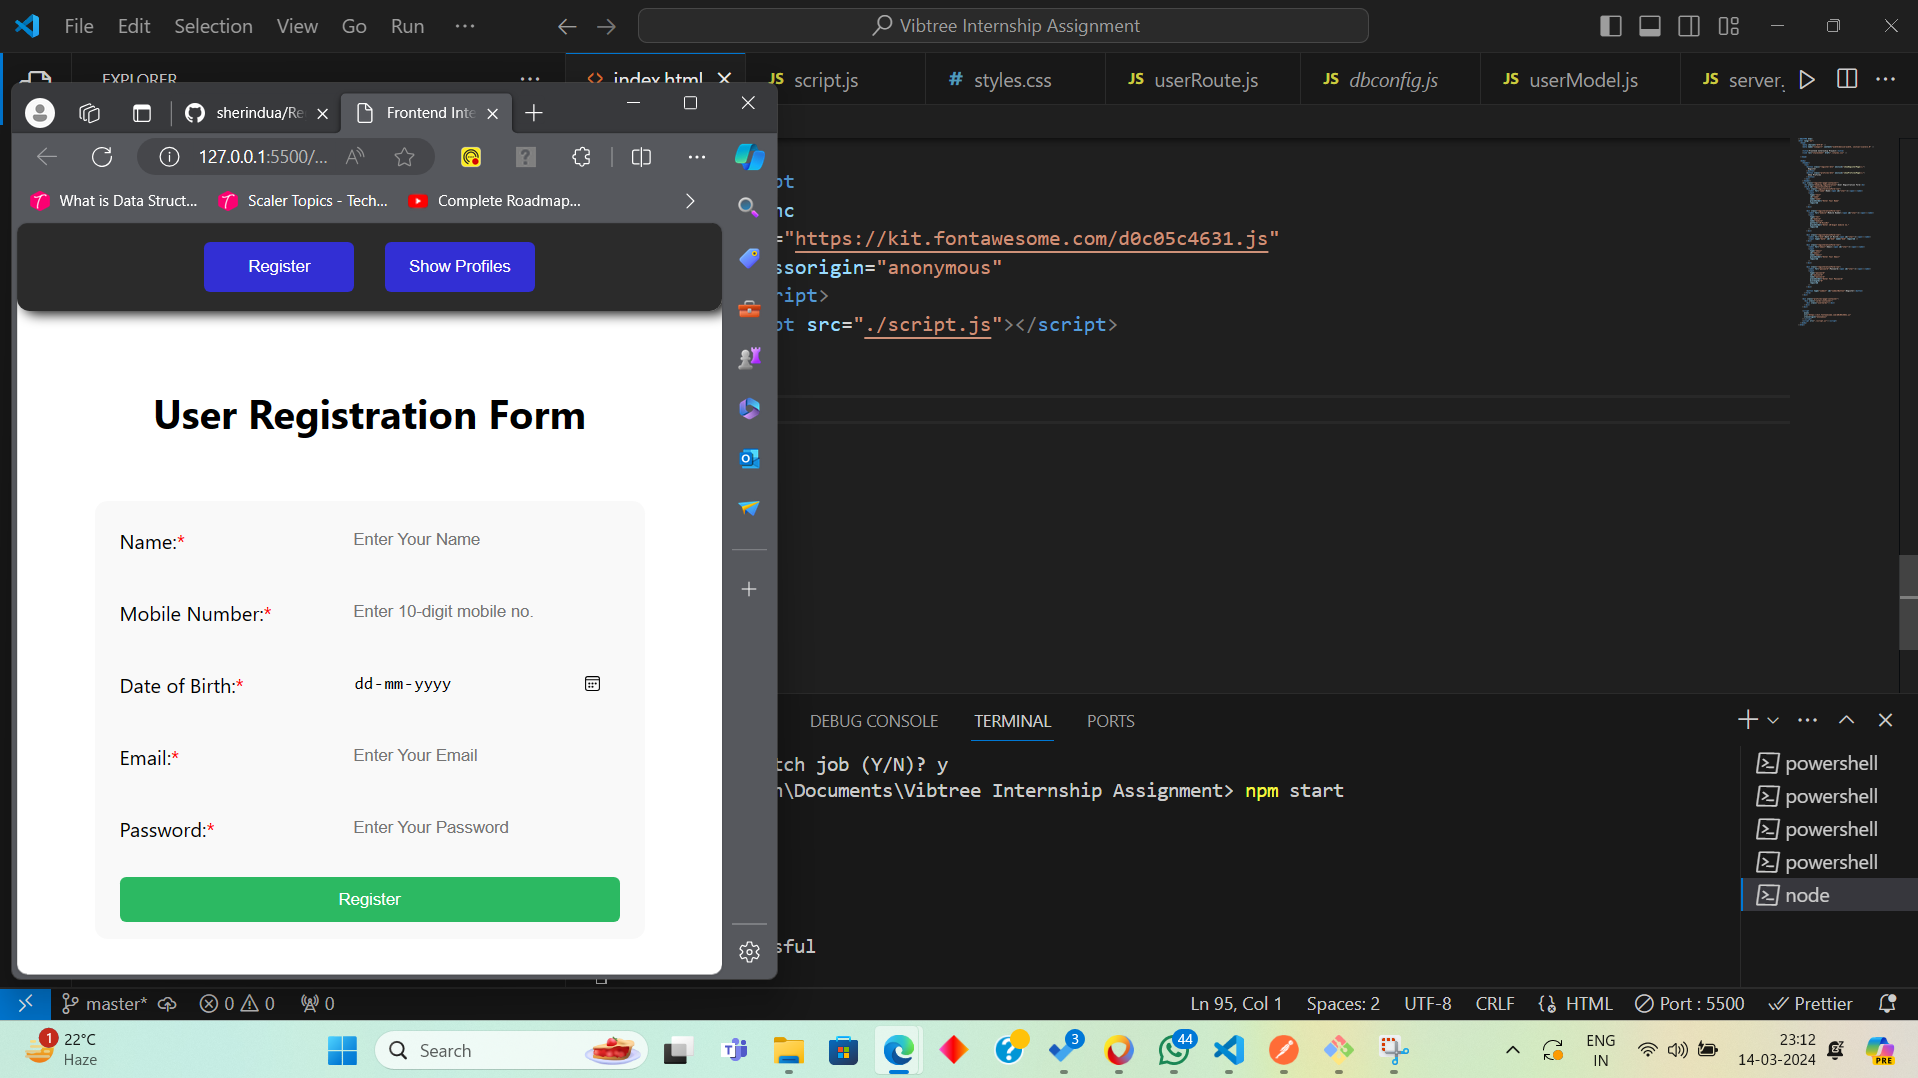 File Edit Selection View Go Run ...
Vibtree Internship Assignment
EXPLORER ...
index.html
JS script.js
# styles.css
JS userRoute.js
JS dbconfig.js
JS userModel.js
JS server.
...
sherindua/Re
Frontend Inte
127.0.0.1:5500/...
What is Data Struct...
Scaler Topics - Tech...
Complete Roadmap...
Register
Show Profiles
User Registration Form
Name:*
Enter Your Name
Mobile Number:*
Enter 10-digit mobile no.
Date of Birth:*
dd-mm-yyyy
Email:*
Enter Your Email
Password:*
Enter Your Password
Register
pt
nc
="https://kit.fontawesome.com/d0c05c4631.js"
ssorigin="anonymous"
ript>
pt src="./script.js"></script>
DEBUG CONSOLE TERMINAL PORTS
tch job (Y/N)? y
\Documents\Vibtree Internship Assignment> npm start
sful
powershell
powershell
powershell
powershell
node
master* 0 0 0
Ln 95, Col 1 Spaces: 2 UTF-8 CRLF {} HTML Port : 5500 Prettier
1
22°C
Haze
Search
3
44
ENG
IN
23:12
14-03-2024
PRE